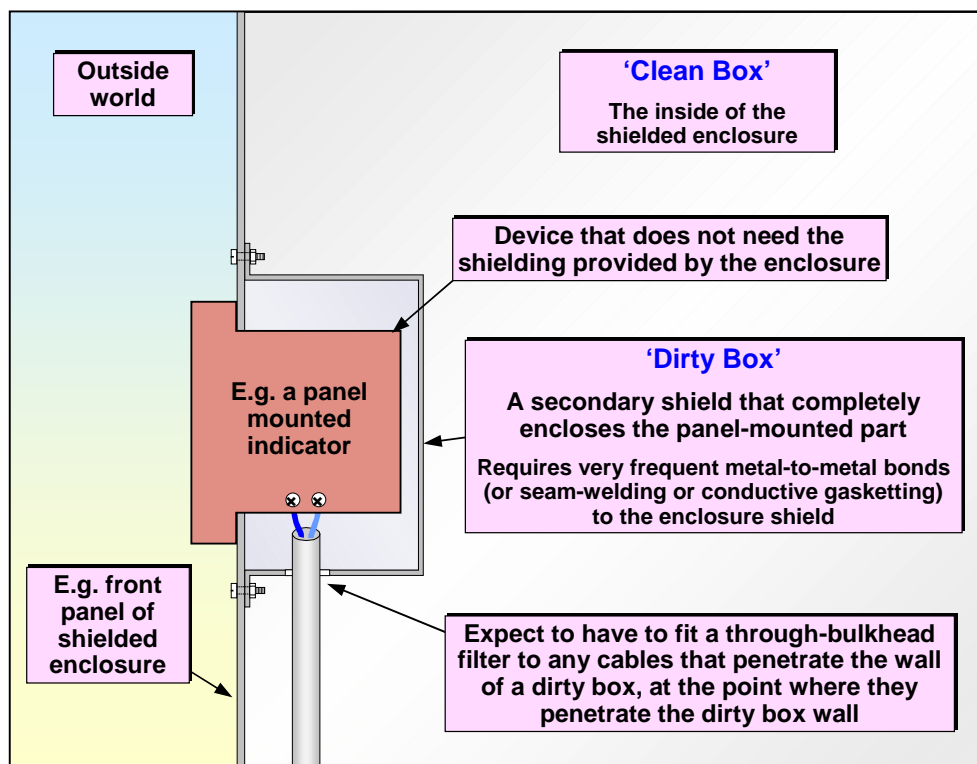 Outside
world
‘Clean Box’
The inside of the
shielded enclosure
Device that does not need the
shielding provided by the enclosure
E.g. a panel
mounted
indicator
‘Dirty Box’
A secondary shield that completely
encloses the panel-mounted part
Requires very frequent metal-to-metal bonds
(or seam-welding or conductive gasketting)
to the enclosure shield
E.g. front
panel of
shielded
enclosure
Expect to have to fit a through-bulkhead
filter to any cables that penetrate the wall
of a dirty box, at the point where they
penetrate the dirty box wall